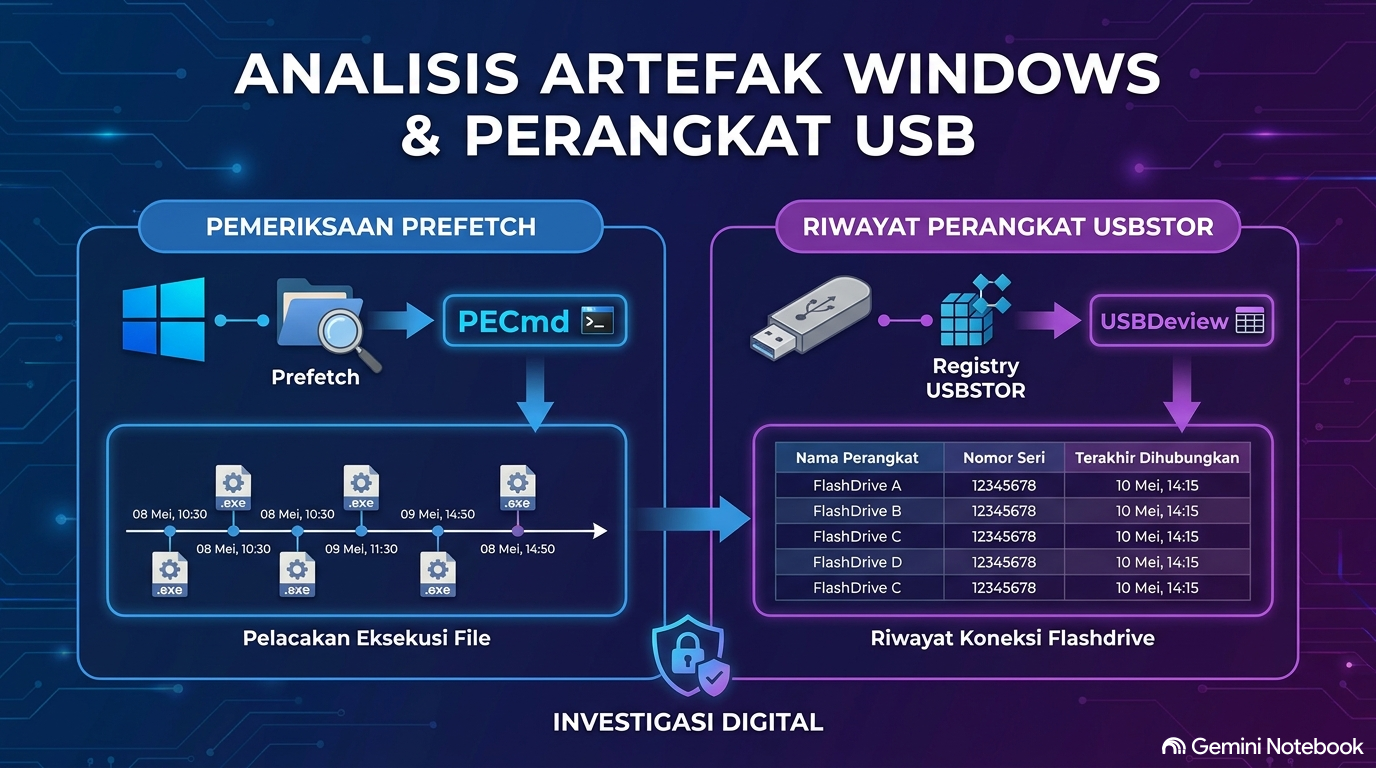 ANALISIS ARTEFAK WINDOWS
& PERANGKAT USB
PEMERIKSAAN PREFETCH
Prefetch
PECmd
>_
.exe
.exe
.exe
08 Mei, 10:30
08 Mei, 10:30
09 Mei, 14:30
08 Mei, 10:30
09 Mei, 11:30
08 Mei, 14:50
.exe
.exe
.exe
Pelacakan Eksekusi File
RIWAYAT PERANGKAT USBSTOR
Registry
USBSTOR
USBDeview
Nama Perangkat Nomor Seri Terakhir Dihubungkan
FlashDrive A 12345678 10 Mei, 14:15
FlashDrive B 12345678 10 Mei, 14:15
FlashDrive C 12345678 10 Mei, 14:15
FlashDrive D 12345678 10 Mei, 14:15
FlashDrive C 12345678 10 Mei, 14:15
Riwayat Koneksi Flashdrive
INVESTIGASI DIGITAL
Gemini Notebook